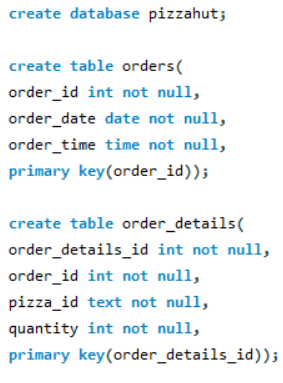 create database pizzahut;
create table orders(
order_id int not null,
order_date date not null,
order_time time not null,
primary key(order_id));
create table order_details(
order_details_id int not null,
order_id int not null,
pizza_id text not null,
quantity int not null,
primary key(order_details_id));